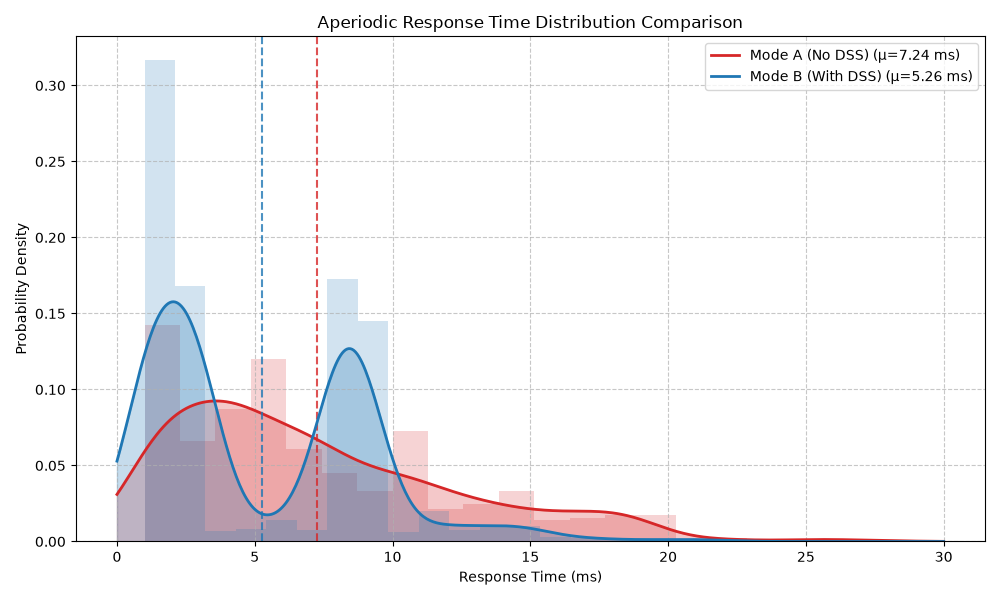 Aperiodic Response Time Distribution Comparison
Mode A (No DSS) (μ=7.24 ms)
Mode B (With DSS) (μ=5.26 ms)
Probability Density
0.30
0.25
0.20
0.15
0.10
0.05
0.00
0 5 10 15 20 25 30
Response Time (ms)